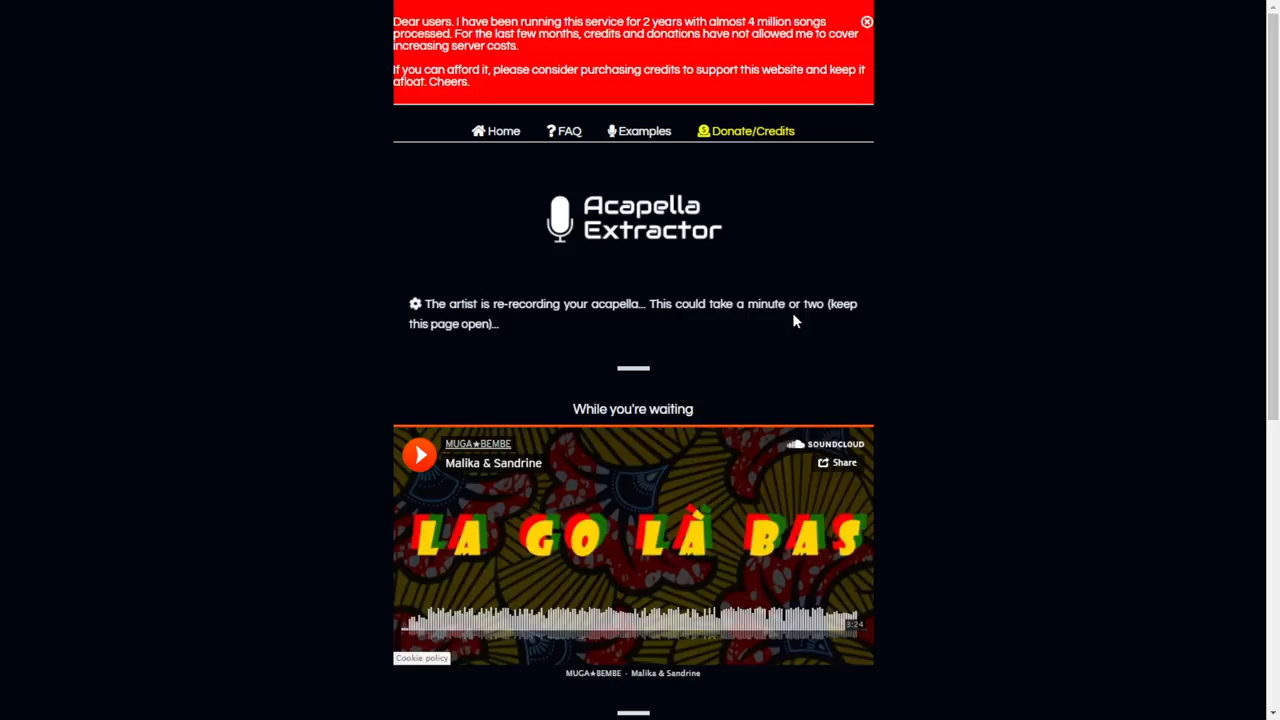 Dear users. I have been running this service for 2 years with almost 4 million songs
processed. For the last few months, credits and donations have not allowed me to cover
increasing server costs.
If you can afford it, please consider purchasing credits to support this website and keep it
afloat. Cheers.
Home ? FAQ Examples Donate/Credits
Acapella
Extractor
The artist is re-recording your acapella... This could take a minute or two (keep
this page open)...
While you're waiting
MUGA★BEMBE SOUNDCLOUD
Malika & Sandrine Share
LA GO LÀ BAS
3:24
Cookie policy
MUGA★BEMBE · Malika & Sandrine